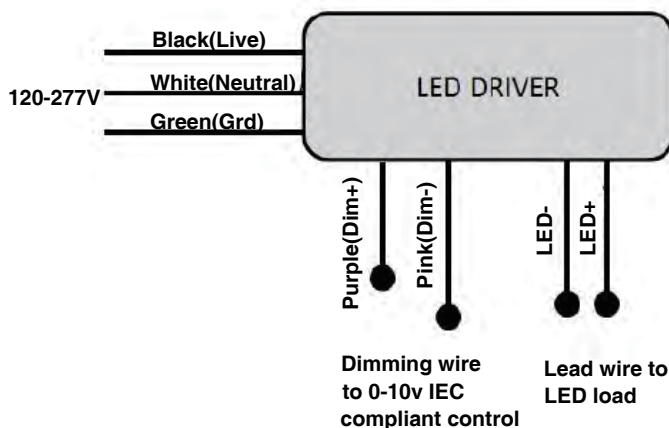 Black(Live)
LED DRIVER
120-277V
White(Neutral)
Green(Grd)
Purple(Dim+)
Pink(Dim-)
LED-
LED+
Dimming wire
to 0-10v IEC
compliant control
Lead wire to
LED load